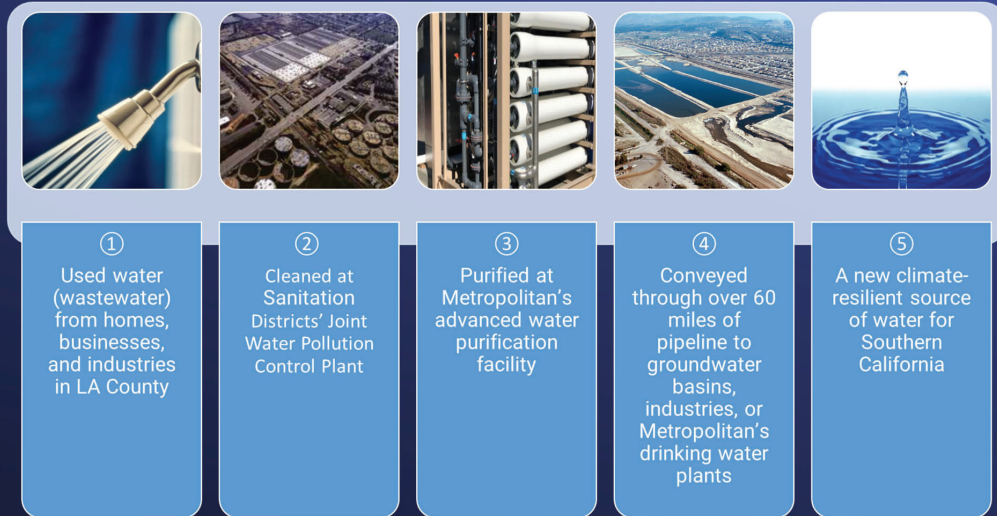 ①
Used water
(wastewater)
from homes,
businesses,
and industries
in LA County
②
Cleaned at
Sanitation
Districts’ Joint
Water Pollution
Control Plant
③
Purified at
Metropolitan’s
advanced water
purification
facility
④
Conveyed
through over 60
miles of
pipeline to
groundwater
basins,
industries, or
Metropolitan’s
drinking water
plants
⑤
A new climate-
resilient source
of water for
Southern
California